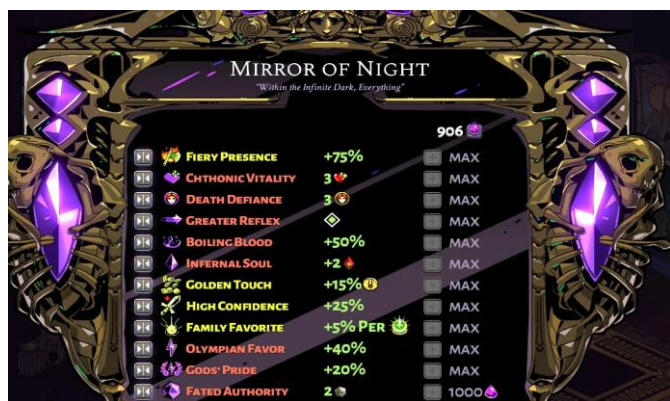 MIRROR OF NIGHT
"Within the Infinite Dark, Everything"
906
FIERY PRESENCE +75% MAX
CHTHONIC VITALITY 3 MAX
DEATH DEFIANCE 3 MAX
GREATER REFLEX MAX
BOILING BLOOD +50% MAX
INFERNAL SOUL +2 MAX
GOLDEN TOUCH +15% MAX
HIGH CONFIDENCE +25% MAX
FAMILY FAVORITE +5% PER MAX
OLYMPIAN FAVOR +40% MAX
GODS' PRIDE +20% MAX
FATED AUTHORITY 2 1000